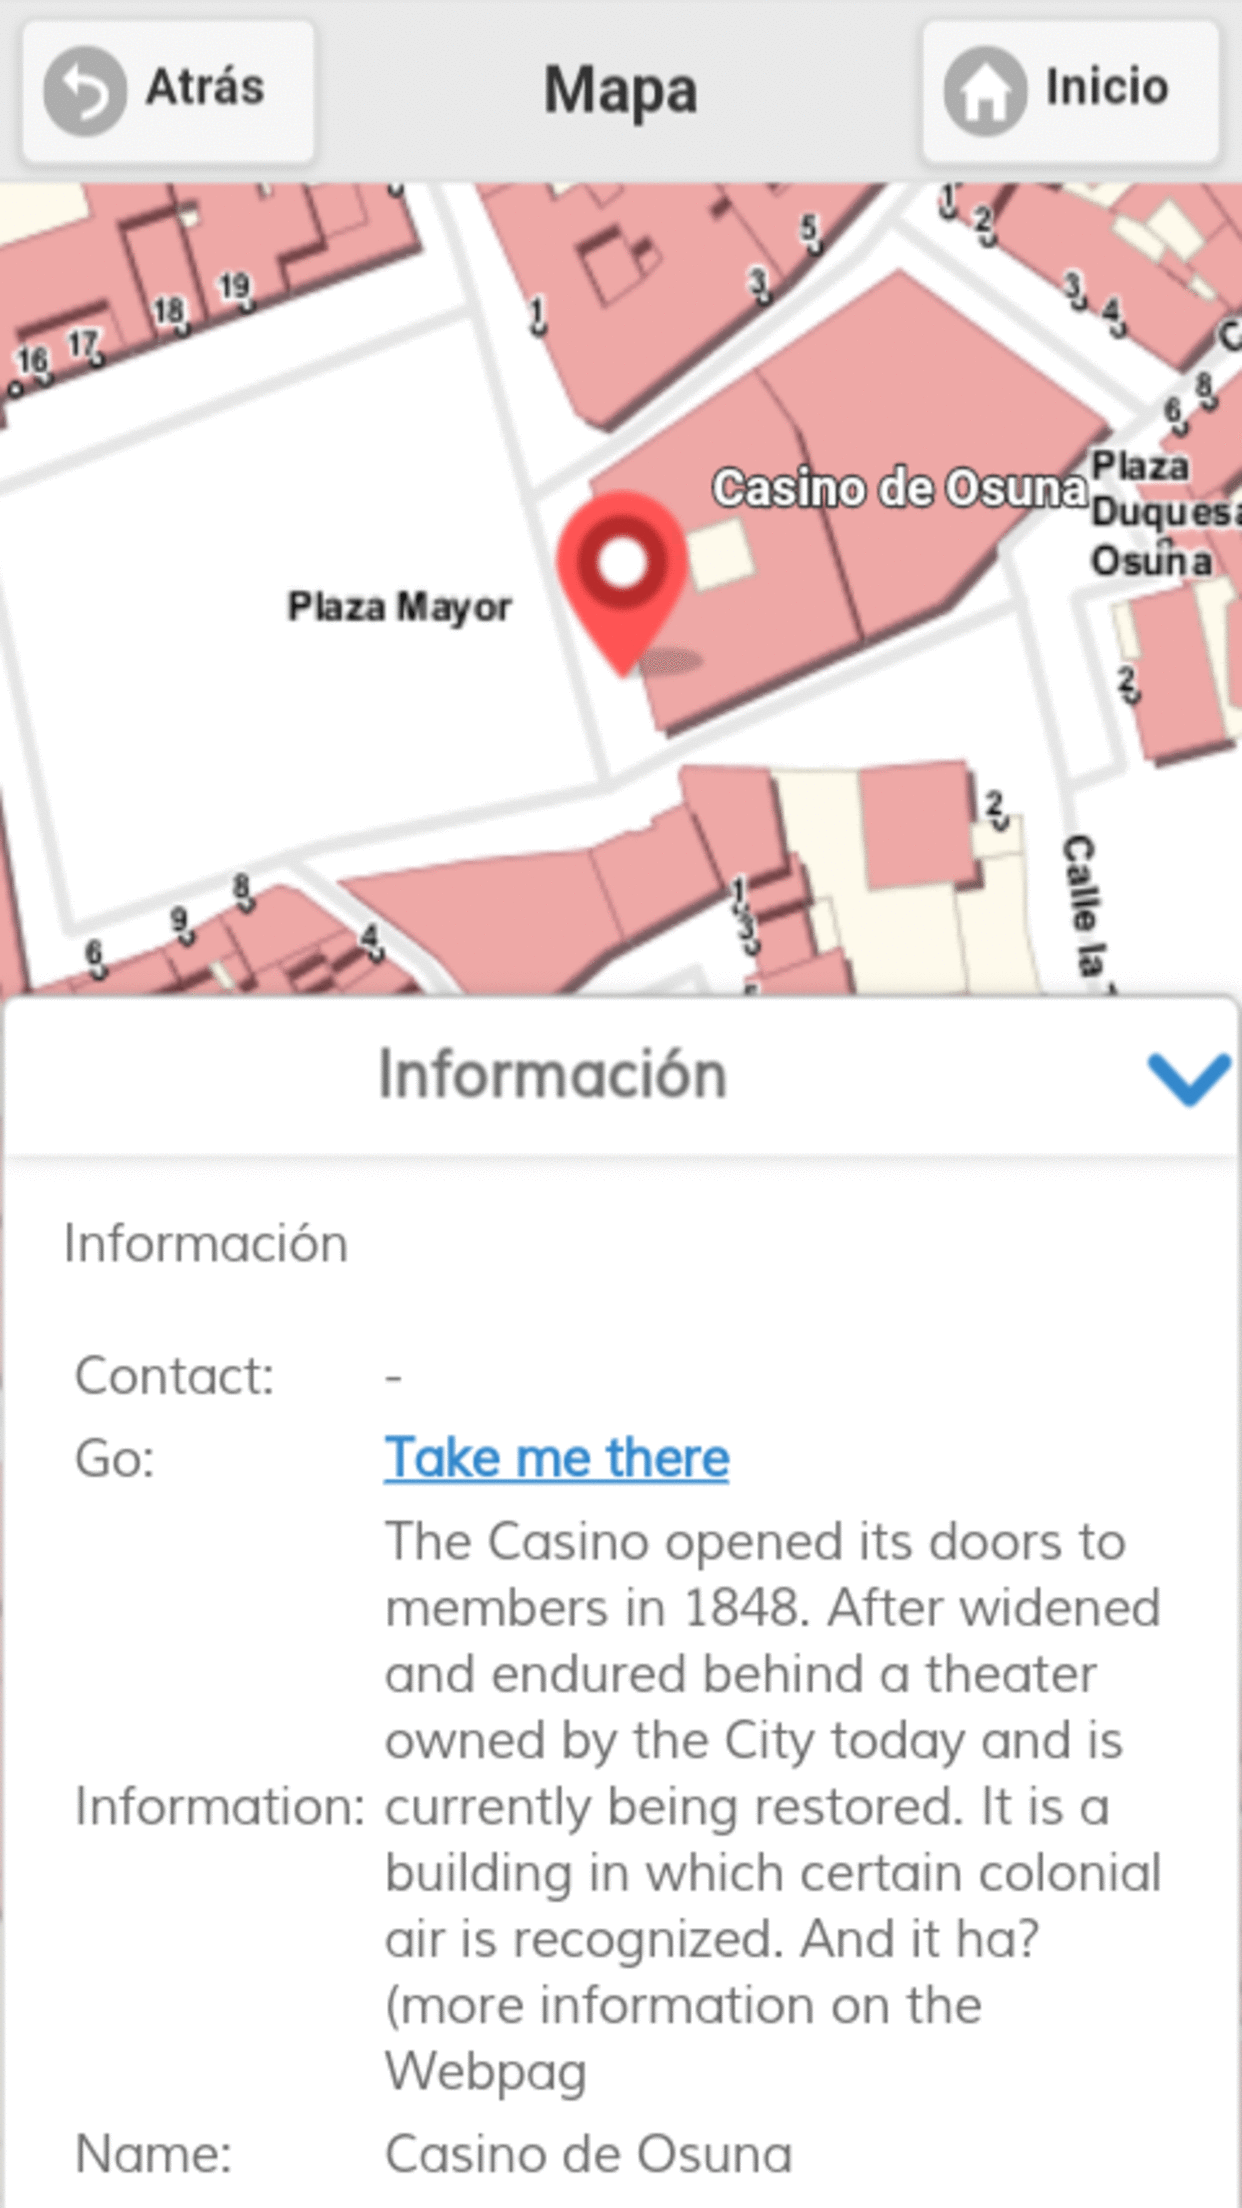 Atrás
Mapa
Inicio
1
2
5
3
19
18
17
16
1
3
4
8
6
Casino de Osuna
Plaza
Duques
Osuna
Plaza Mayor
2
2
8
9
6
4
1
Calle la
Información
Información
Contact: -
Go: Take me there
The Casino opened its doors to
members in 1848. After widened
and endured behind a theater
owned by the City today and is
Information: currently being restored. It is a
building in which certain colonial
air is recognized. And it ha?
(more information on the
Webpag
Name: Casino de Osuna